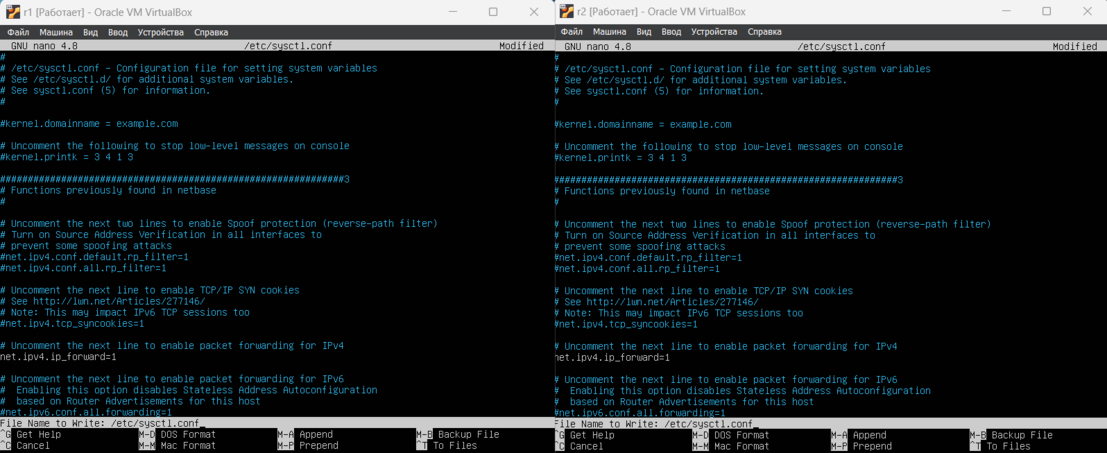 r1 [Работает] - Oracle VM VirtualBox
Файл Машина Вид Ввод Устройства Справка
GNU nano 4.8 /etc/sysctl.conf Modified
#
# /etc/sysctl.conf - Configuration file for setting system variables
# See /etc/sysctl.d/ for additional system variables.
# See sysctl.conf (5) for information.
#
#kernel.domainname = example.com
# Uncomment the following to stop low-level messages on console
#kernel.printk = 3 4 1 3
##############################################################3
# Functions previously found in netbase
#
# Uncomment the next two lines to enable Spoof protection (reverse-path filter)
# Turn on Source Address Verification in all interfaces to
# prevent some spoofing attacks
#net.ipv4.conf.default.rp_filter=1
#net.ipv4.conf.all.rp_filter=1
# Uncomment the next line to enable TCP/IP SYN cookies
# See http://lwn.net/Articles/277146/
# Note: This may impact IPv6 TCP sessions too
#net.ipv4.tcp_syncookies=1
# Uncomment the next line to enable packet forwarding for IPv4
net.ipv4.ip_forward=1
# Uncomment the next line to enable packet forwarding for IPv6
#  Enabling this option disables Stateless Address Autoconfiguration
#  based on Router Advertisements for this host
#net.ipv6.conf.all.forwarding=1
File Name to Write: /etc/sysctl.conf
^G Get Help M-D DOS Format M-A Append M-B Backup File
^C Cancel M-M Mac Format M-P Prepend ^T To Files
r2 [Работает] - Oracle VM VirtualBox
Файл Машина Вид Ввод Устройства Справка
GNU nano 4.8 /etc/sysctl.conf Modified
#
# /etc/sysctl.conf - Configuration file for setting system variables
# See /etc/sysctl.d/ for additional system variables.
# See sysctl.conf (5) for information.
#
#kernel.domainname = example.com
# Uncomment the following to stop low-level messages on console
#kernel.printk = 3 4 1 3
##############################################################3
# Functions previously found in netbase
#
# Uncomment the next two lines to enable Spoof protection (reverse-path filter)
# Turn on Source Address Verification in all interfaces to
# prevent some spoofing attacks
#net.ipv4.conf.default.rp_filter=1
#net.ipv4.conf.all.rp_filter=1
# Uncomment the next line to enable TCP/IP SYN cookies
# See http://lwn.net/Articles/277146/
# Note: This may impact IPv6 TCP sessions too
#net.ipv4.tcp_syncookies=1
# Uncomment the next line to enable packet forwarding for IPv4
net.ipv4.ip_forward=1
# Uncomment the next line to enable packet forwarding for IPv6
#  Enabling this option disables Stateless Address Autoconfiguration
#  based on Router Advertisements for this host
#net.ipv6.conf.all.forwarding=1
File Name to Write: /etc/sysctl.conf
^G Get Help M-D DOS Format M-A Append M-B Backup File
^C Cancel M-M Mac Format M-P Prepend ^T To Files